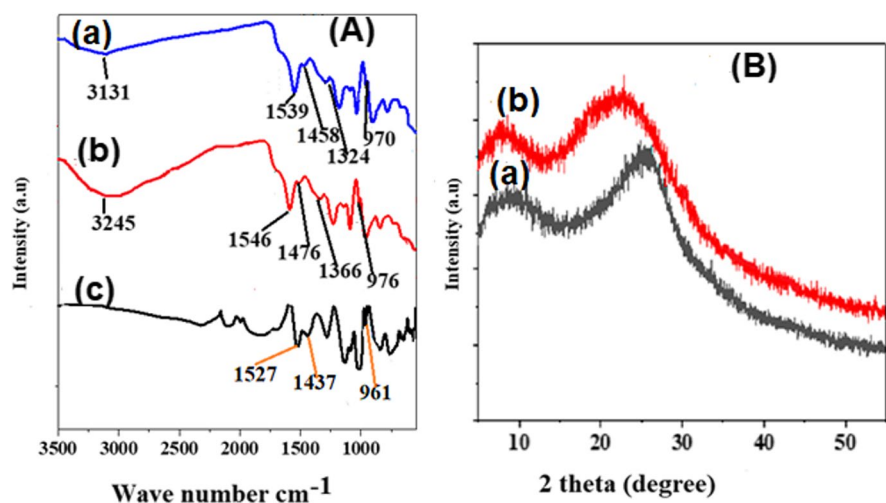 (A)
(a)
3131
1539
1458
1324
970
(b)
3245
1546
1476
1366
976
(c)
1527
1437
961
Intensity (a.u)
3500 3000 2500 2000 1500 1000
Wave number cm-1
(B)
(b)
(a)
Intensity (a.u)
10 20 30 40 50
2 theta (degree)